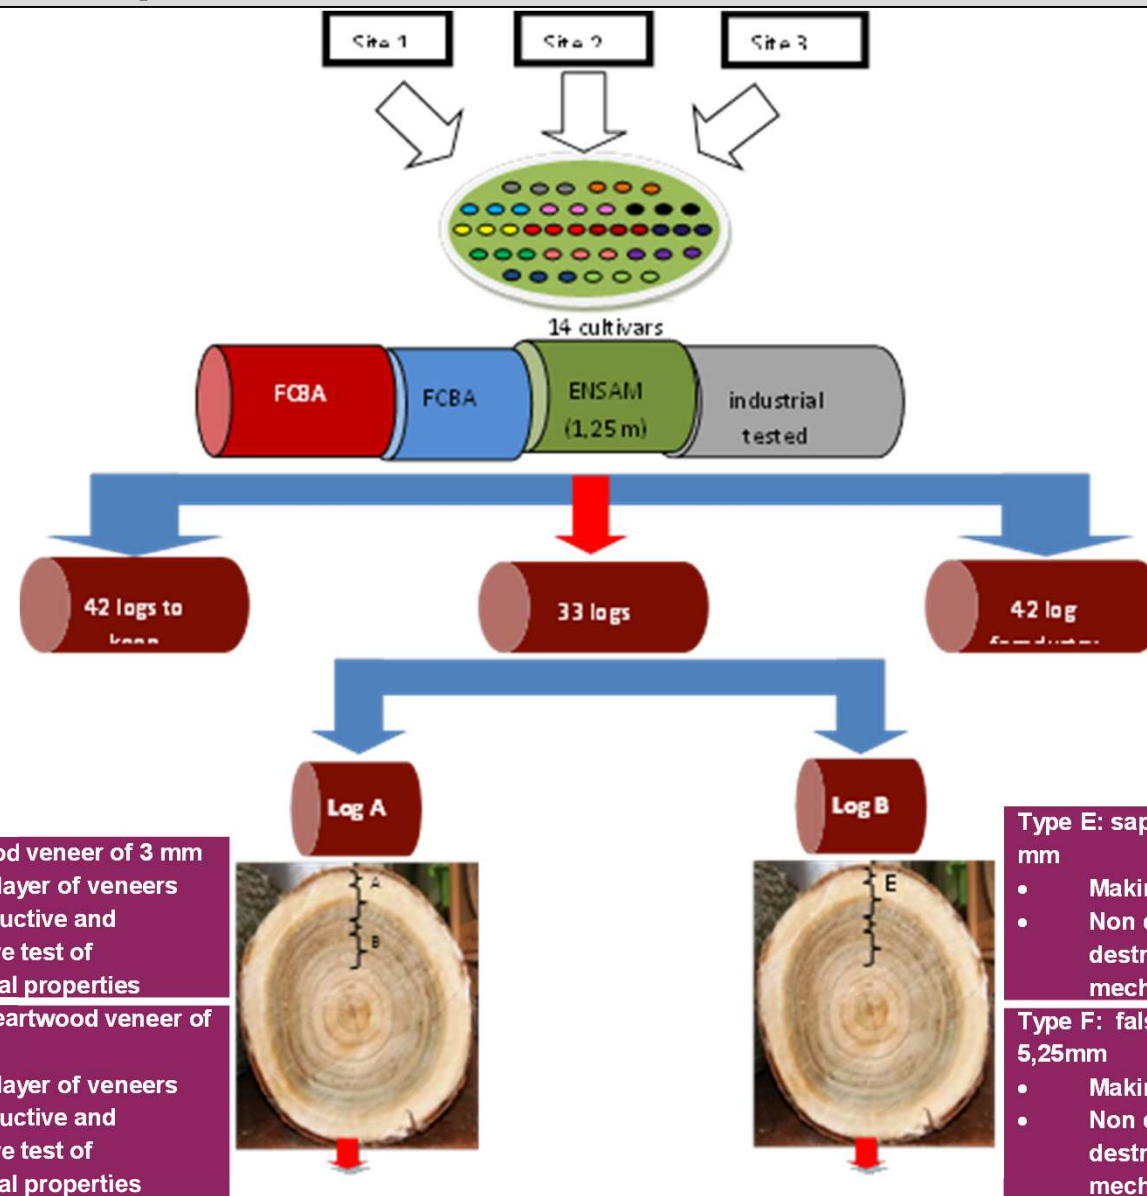 Site 1
Site 2
Site 3
14 cultivars
FCBA
FCBA
ENSAM
(1,25 m)
industrial
tested
42 logs to
keep
33 logs
42 log
Log A
Log B
od veneer of 3 mm
layer of veneers
uctive and
e test of
al properties
eartwood veneer of
layer of veneers
uctive and
e test of
al properties
A
B
E
Type E: sap
mm
• Makin
• Non
destr
mech
Type F: fals
5,25mm
• Makin
• Non
destr
mech